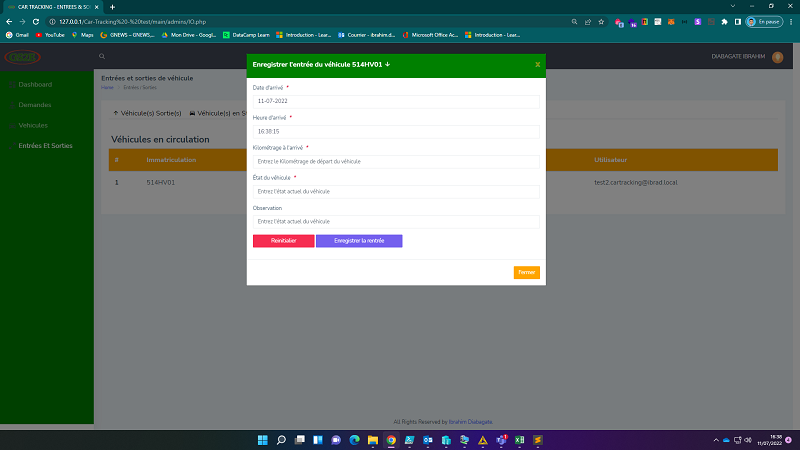 CAR TRACKING - ENTREES & SO
127.0.0.1/Car-Tracking%20-%20test/main/admins/IO.php
En pause
Gmail
YouTube
Maps
GNEWS – GNEWS,...
Mon Drive - Googl...
DataCamp Learn
Introduction - Lear...
Courrier - ibrahim.d...
Microsoft Office Ac...
Introduction - Lear...
DIABAGATE IBRAHIM
Dashboard
Demandes
Vehicules
Entrées Et Sorties
Entrées et sorties de véhicule
Home
Entrées / Sorties
Véhicule(s) Sortie(s)
Véhicule(s) en S
Véhicules en circulation
# Immatriculation Utilisateur
1 514HV01 test2.cartracking@ibrad.local
Enregistrer l'entrée du véhicule 514HV01
Date d'arrivé *
11-07-2022
Heure d'arrivé *
16:38:15
Kilométrage à l'arrivé *
Entrez le Kilométrage de départ du véhicule
État du véhicule *
Entrez l'état actuel du véhicule
Observation
Entrez l'état actuel du véhicule
Reinitialier
Enregistrer la rentrée
Fermer
All Rights Reserved by Ibrahim Diabagate.
16:38
11/07/2022